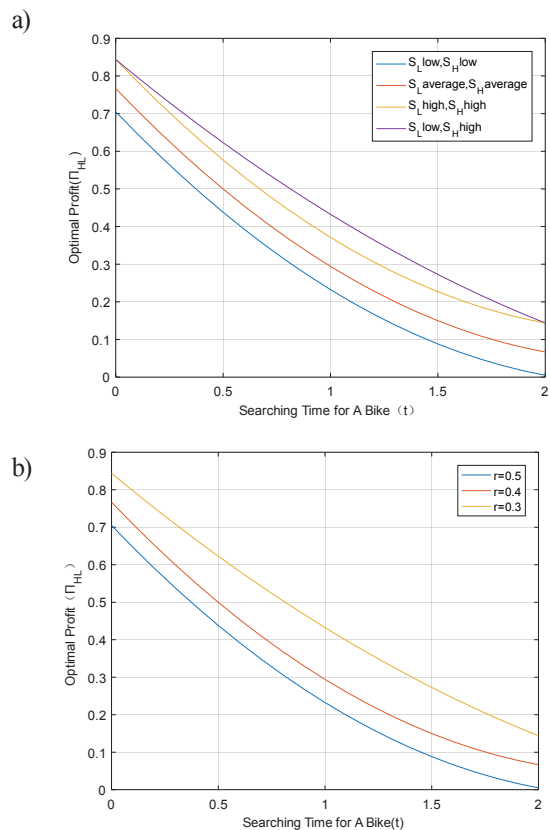 a)
0.9
0.8
0.7
0.6
0.5
0.4
0.3
0.2
0.1
0
Optimal Profit(Π_HL)
S_L low,S_H low
S_L average,S_H average
S_L high,S_H high
S_L low,S_H high
0 0.5 1 1.5 2
Searching Time for A Bike（t）
b)
0.9
0.8
0.7
0.6
0.5
0.4
0.3
0.2
0.1
0
Optimal Profit（Π_HL）
r=0.5
r=0.4
r=0.3
0 0.5 1 1.5 2
Searching Time for A Bike(t)